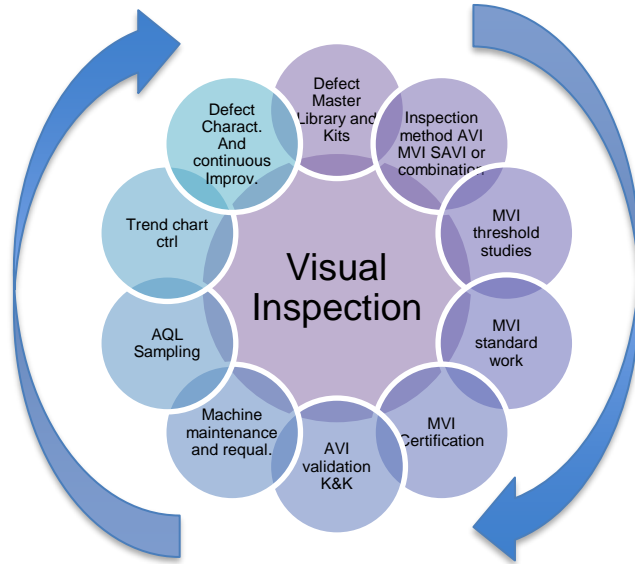 Visual
Inspection
Defect
Master
Library and
Kits
Inspection
method AVI
MVI SAVI or
combination
MVI
threshold
studies
MVI
standard
work
MVI
Certification
AVI
validation
K&K
Machine
maintenance
and requal.
AQL
Sampling
Trend chart
ctrl
Defect
Charact.
And
continuous
Improv.